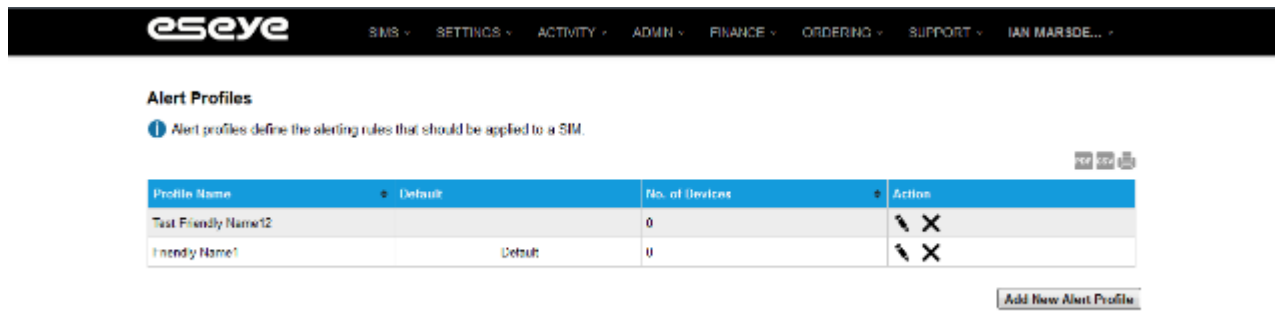 eseye
SIMS SETTINGS ACTIVITY ADMIN FINANCE ORDERING SUPPORT IAN MARSDE...
Alert Profiles
i Alert profiles define the alerting rules that should be applied to a SIM.
PDF CSV
Profile Name Default No. of Devices Action
Test Friendly Name12 0
Friendly Name1 Default 0
Add New Alert Profile